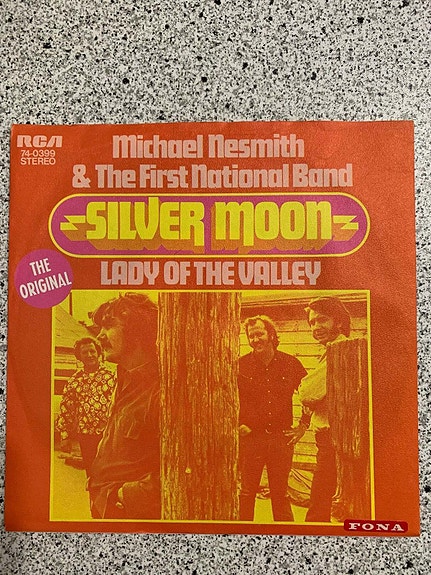 RCA
74-0399
STEREO
Michael Nesmith
& The First National Band
SILVER MOON
LADY OF THE VALLEY
THE
ORIGINAL
FONA